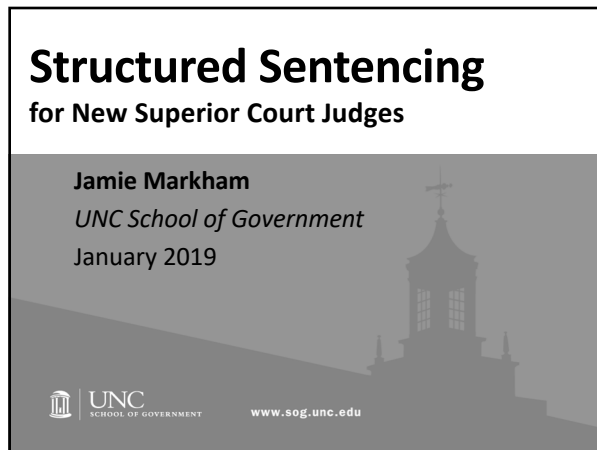 Structured Sentencing
for New Superior Court Judges
Jamie Markham
UNC School of Government
January 2019
UNC
SCHOOL OF GOVERNMENT
www.sog.unc.edu